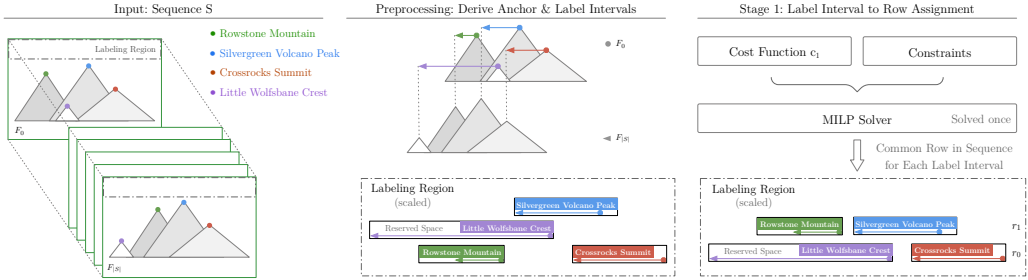 Input: Sequence S
Labeling Region
Rowstone Mountain
Silvergreen Volcano Peak
Crossrocks Summit
Little Wolfsbane Crest
F0
F|S|
Preprocessing: Derive Anchor & Label Intervals
F0
F|S|
Labeling Region
(scaled)
Silvergreen Volcano Peak
Reserved Space
Little Wolfsbane Crest
Rowstone Mountain
Crossrocks Summit
Stage 1: Label Interval to Row Assignment
Cost Function c1
Constraints
MILP Solver
Solved once
Common Row in Sequence
for Each Label Interval
Labeling Region
(scaled)
Rowstone Mountain
Silvergreen Volcano Peak
r1
Reserved Space
Little Wolfsbane Crest
Crossrocks Summit
r0